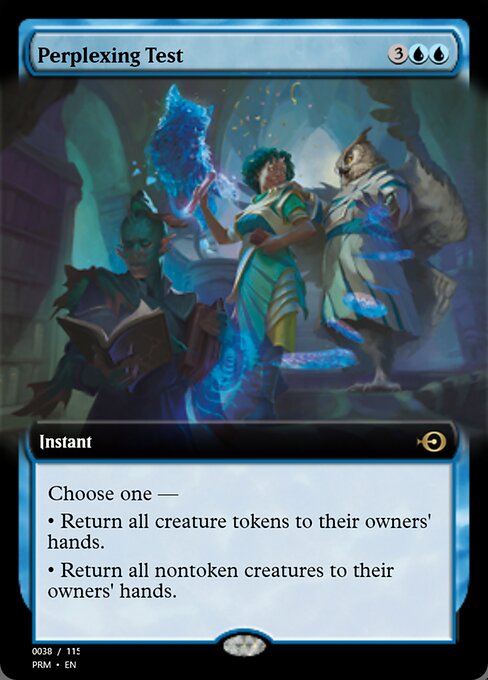 Perplexing Test
3
Instant
Choose one —
• Return all creature tokens to their owners'
hands.
• Return all nontoken creatures to their
owners' hands.
0038 / 115
PRM • EN